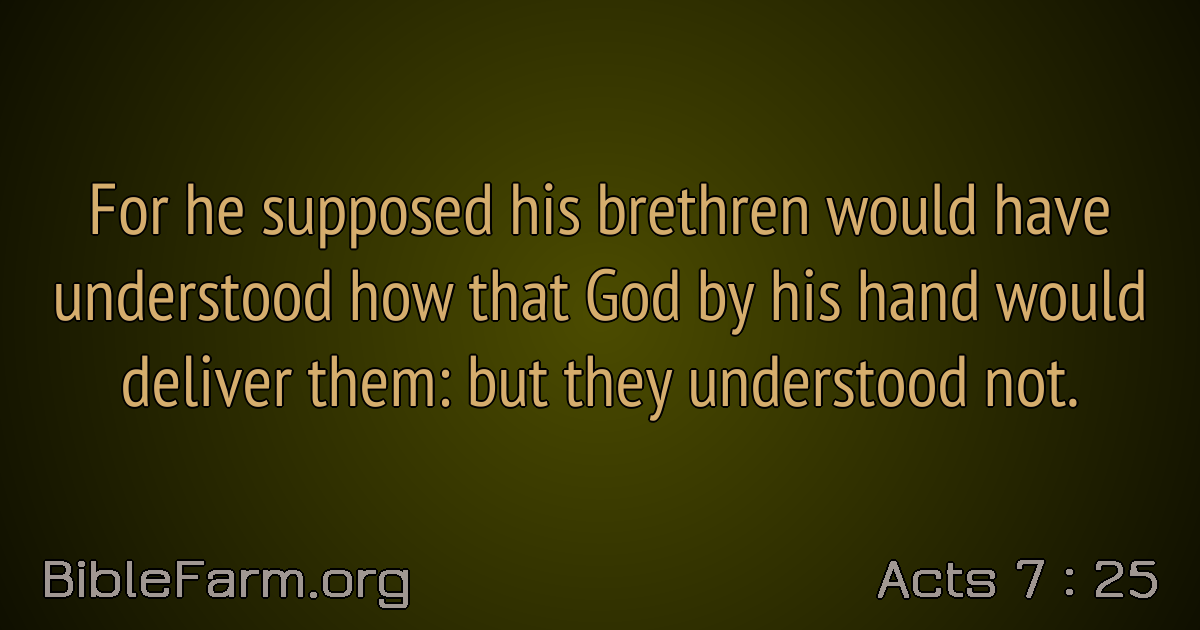 For he supposed his brethren would have
understood how that God by his hand would
deliver them: but they understood not.
BibleFarm.org
Acts 7 : 25